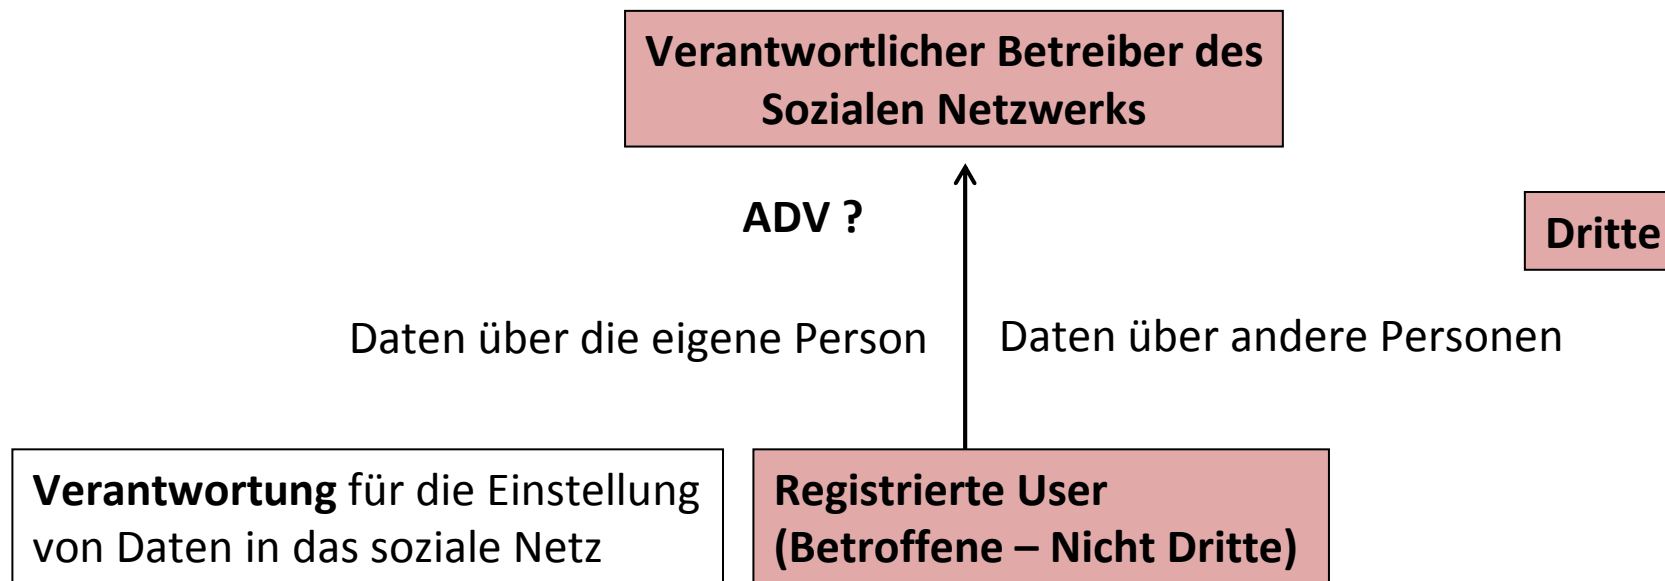 Verantwortlicher Betreiber des
Sozialen Netzwerks
ADV ?
Dritte
Daten über die eigene Person
Daten über andere Personen
Verantwortung für die Einstellung
von Daten in das soziale Netz
Registrierte User
(Betroffene – Nicht Dritte)